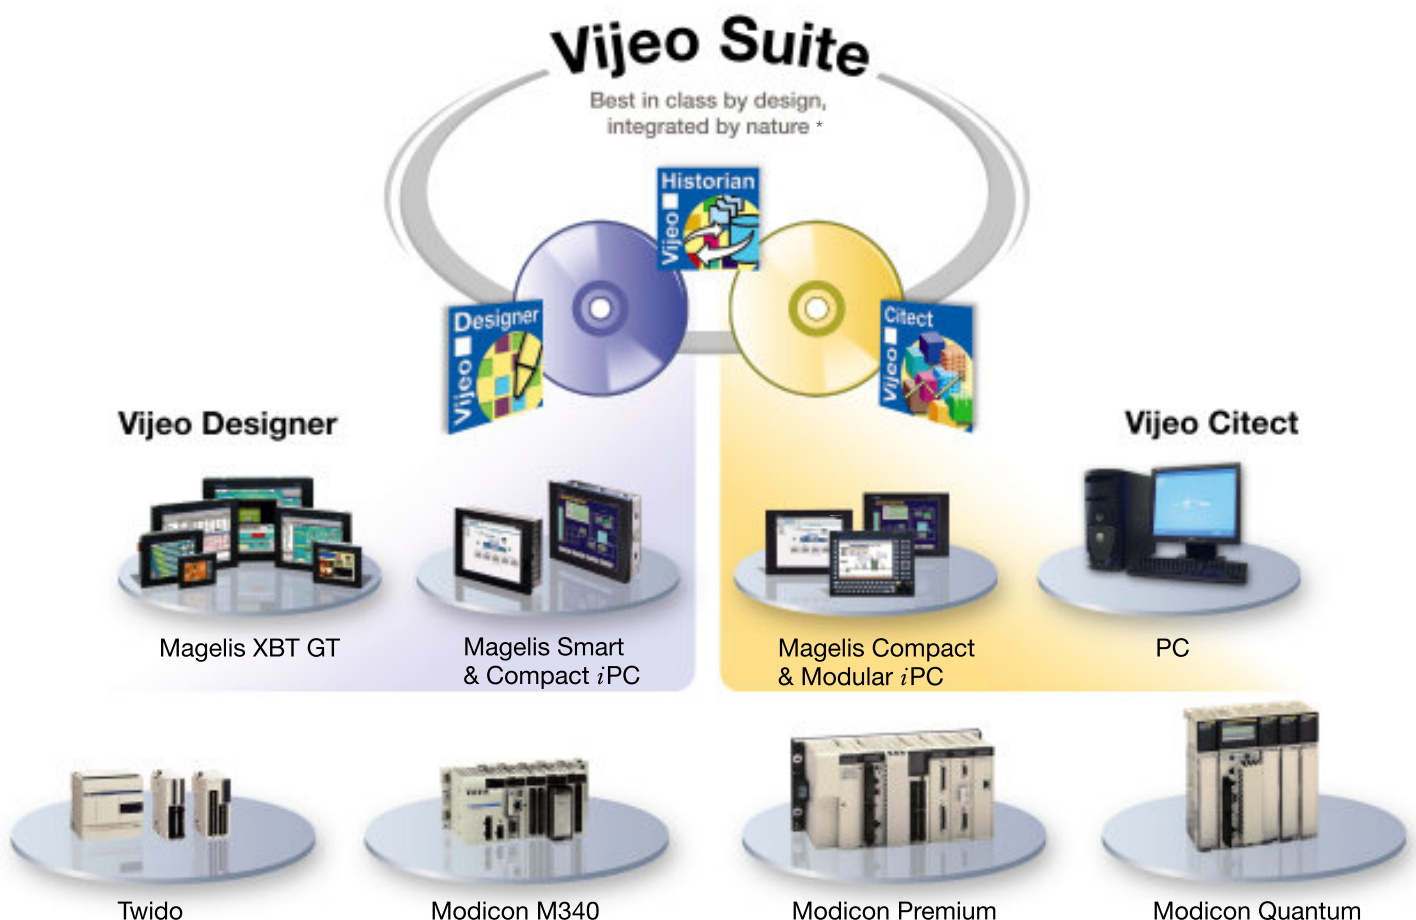 Vijeo Suite
Best in class by design,
integrated by nature *
Historian
Vijeo
Designer
Vijeo
Citect
Vijeo
Vijeo Designer
Vijeo Citect
Magelis XBT GT
Magelis Smart
& Compact iPC
Magelis Compact
& Modular iPC
PC
Twido
Modicon M340
Modicon Premium
Modicon Quantum